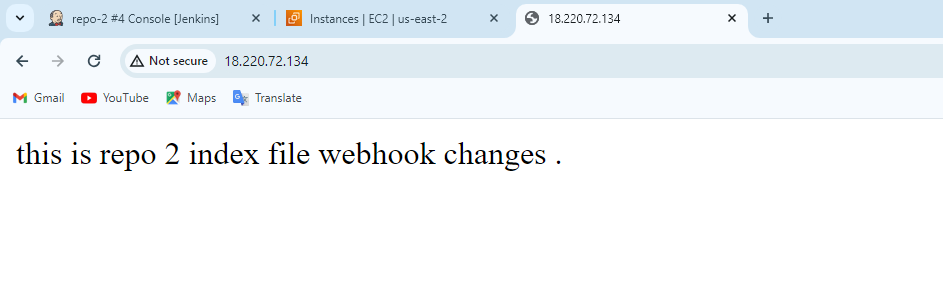 repo-2 #4 Console [Jenkins]
Instances | EC2 | us-east-2
18.220.72.134
Not secure
18.220.72.134
Gmail
YouTube
Maps
Translate
this is repo 2 index file webhook changes .